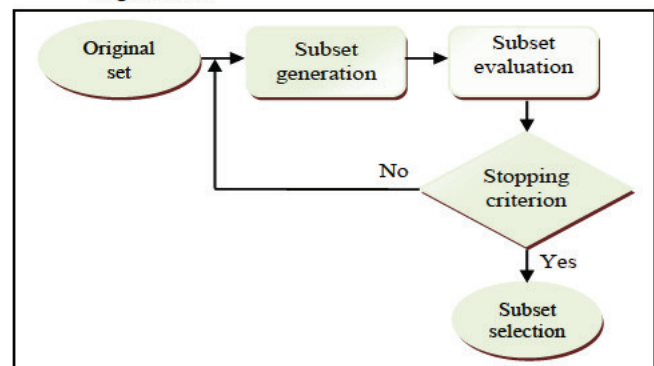 Original
set
Subset
generation
Subset
evaluation
No
Stopping
criterion
Yes
Subset
selection